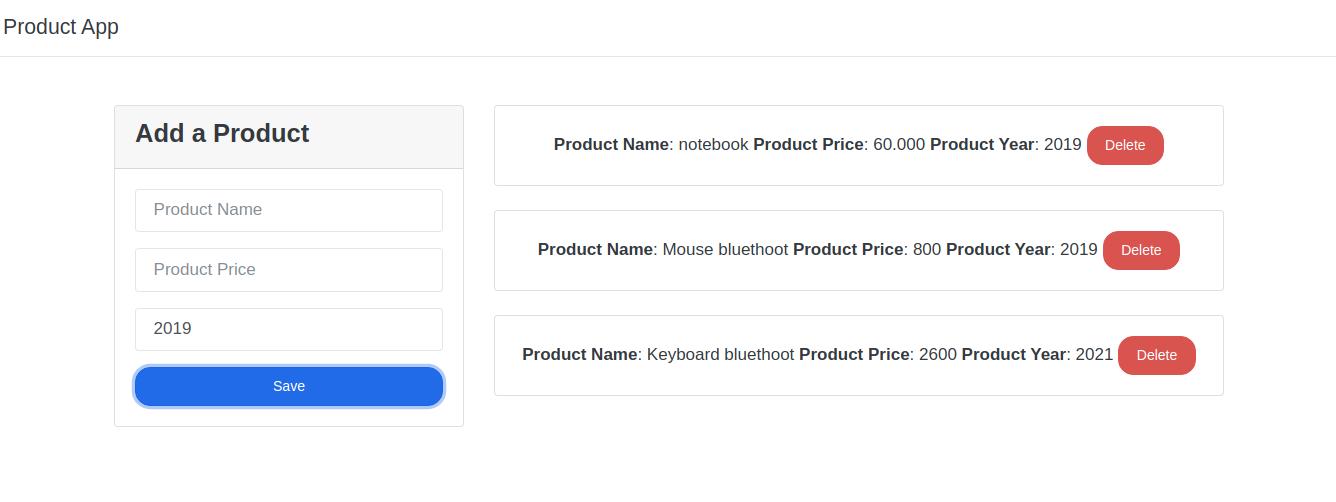 Product App
Add a Product
Product Name
Product Price
2019
Save
Product Name: notebook Product Price: 60.000 Product Year: 2019 Delete
Product Name: Mouse bluethoot Product Price: 800 Product Year: 2019 Delete
Product Name: Keyboard bluethoot Product Price: 2600 Product Year: 2021 Delete